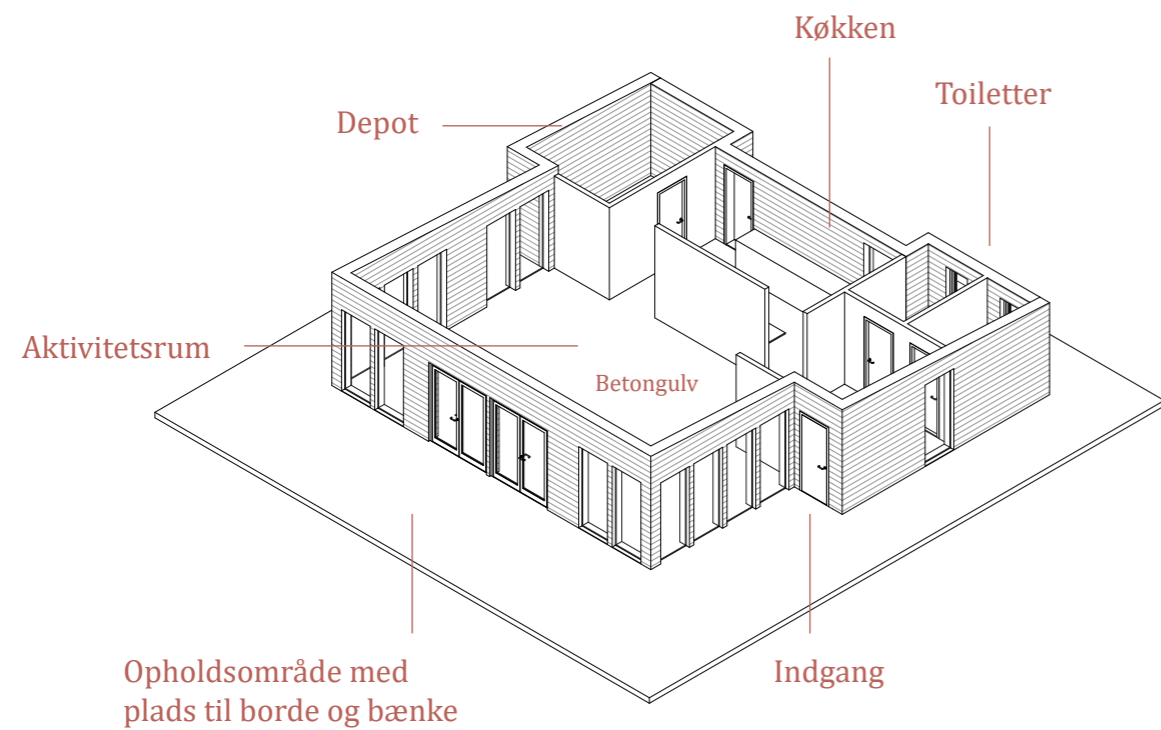 Køkken
Toiletter
Depot
Aktivitetsrum
Betongulv
Opholdsområde med
plads til borde og bænke
Indgang